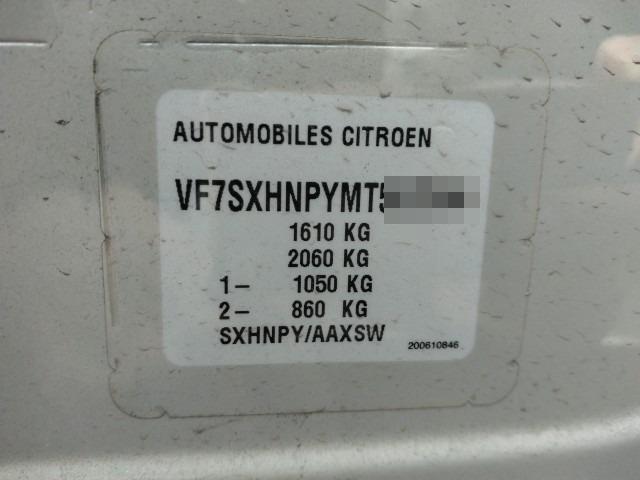 AUTOMOBILES CITROEN
VF7SXHNPYMT5
1610 KG
2060 KG
1– 1050 KG
2– 860 KG
SXHNPY/AAXSW
200610846